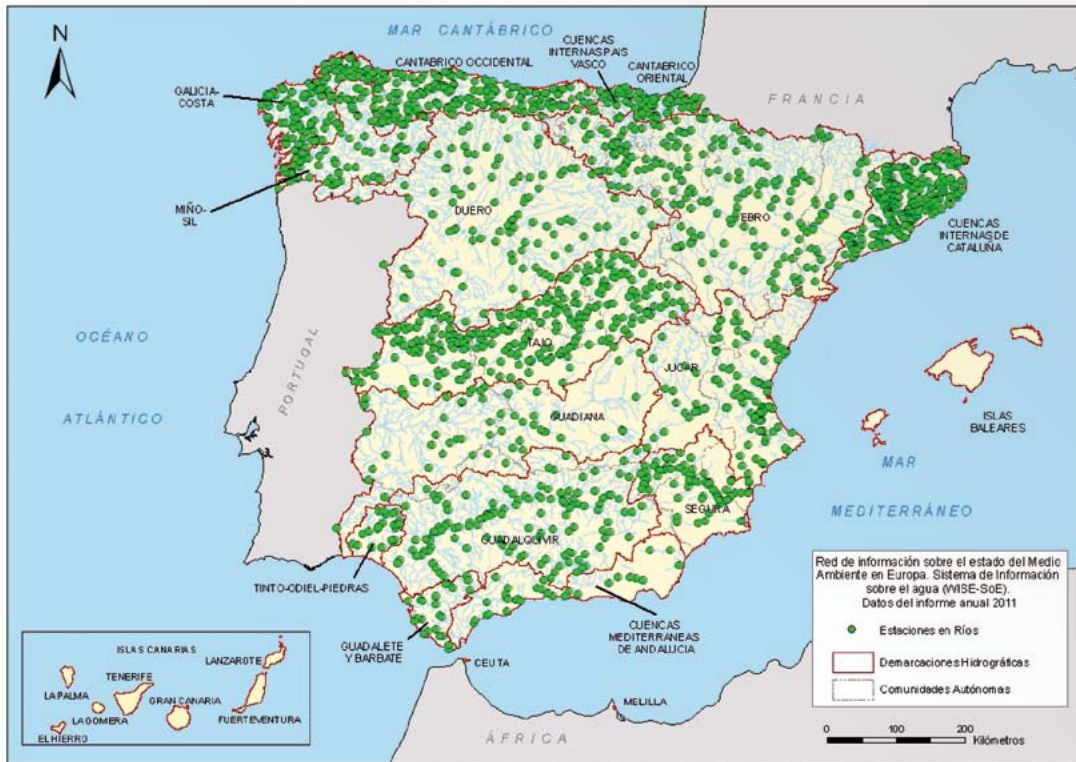 N
MAR CANTÁBRICO
CANTABRICO OCCIDENTAL
CUENCAS
INTERNAS PAIS
VASCO
CANTABRICO
ORIENTAL
GALICIA-
COSTA
FRANCIA
MIÑO-
SIL
DUERO
EBRO
CUENCAS
INTERNAS DE
CATALUÑA
OCÉANO
ATLÁNTICO
PORTUGAL
TAJO
JUCAR
GUADIANA
ISLAS
BALEARES
MAR
MEDITERRÁNEO
SEGURA
GUADALQUIVIR
TINTO-ODIEL-PIEDRAS
GUADALETE
Y BARBATE
CUENCAS
MEDITERRANEAS
DE ANDALUCIA
CEUTA
MELILLA
ÁFRICA
ISLAS CANARIAS
LANZAROTE
TENERIFE
LA PALMA
GRAN CANARIA
LA GOMERA
FUERTEVENTURA
EL HIERRO
Red de información sobre el estado del Medio
Ambiente en Europa. Sistema de Información
sobre el agua (WISE-SoE).
Datos del informe anual 2011
Estaciones en Ríos
Demarcaciones Hidrográficas
Comunidades Autónomas
0 100 200
Kilómetros